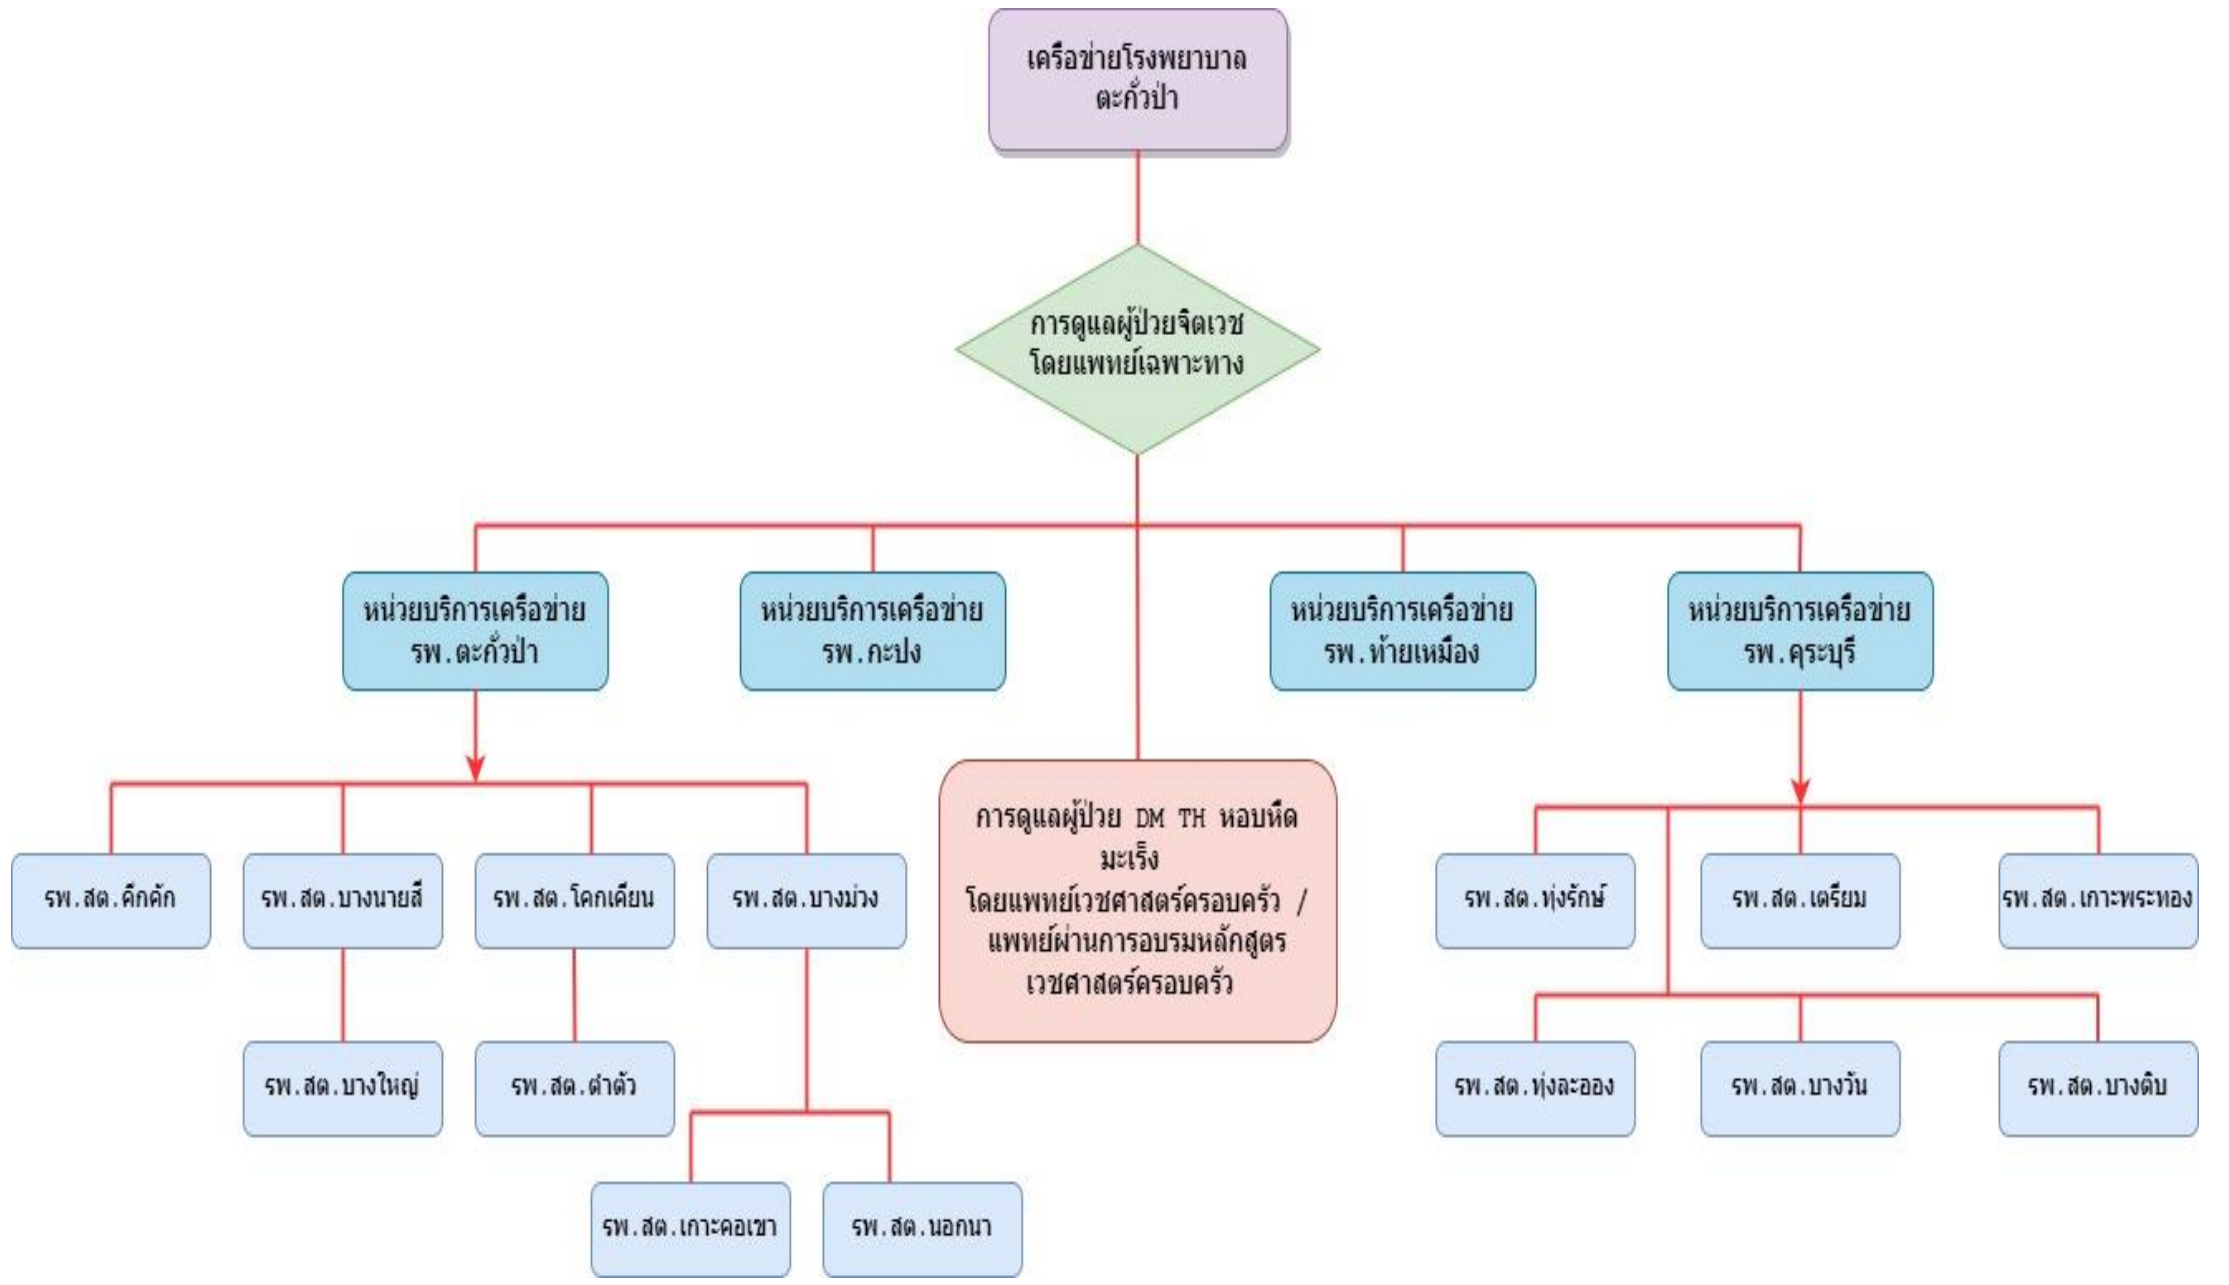 เครือข่ายโรงพยาบาล
ตะกั่วป่า
การดูแลผู้ป่วยจิตเวช
โดยแพทย์เฉพาะทาง
หน่วยบริการเครือข่าย
รพ.ตะกั่วป่า
หน่วยบริการเครือข่าย
รพ.กะปง
หน่วยบริการเครือข่าย
รพ.ท้ายเหมือง
หน่วยบริการเครือข่าย
รพ.คุระบุรี
การดูแลผู้ป่วย DM TH หอบหืด
มะเร็ง
โดยแพทย์เวชศาสตร์ครอบครัว /
แพทย์ผ่านการอบรมหลักสูตร
เวชศาสตร์ครอบครัว
รพ.สต.คึกคัก
รพ.สต.บางนายสี
รพ.สต.โคกเคียน
รพ.สต.บางม่วง
รพ.สต.ทุ่งรักษ์
รพ.สต.เตรียม
รพ.สต.เกาะพระทอง
รพ.สต.บางใหญ่
รพ.สต.ตำตัว
รพ.สต.ทุ่งละออง
รพ.สต.บางวัน
รพ.สต.บางติบ
รพ.สต.เกาะคอเขา
รพ.สต.นอกนา